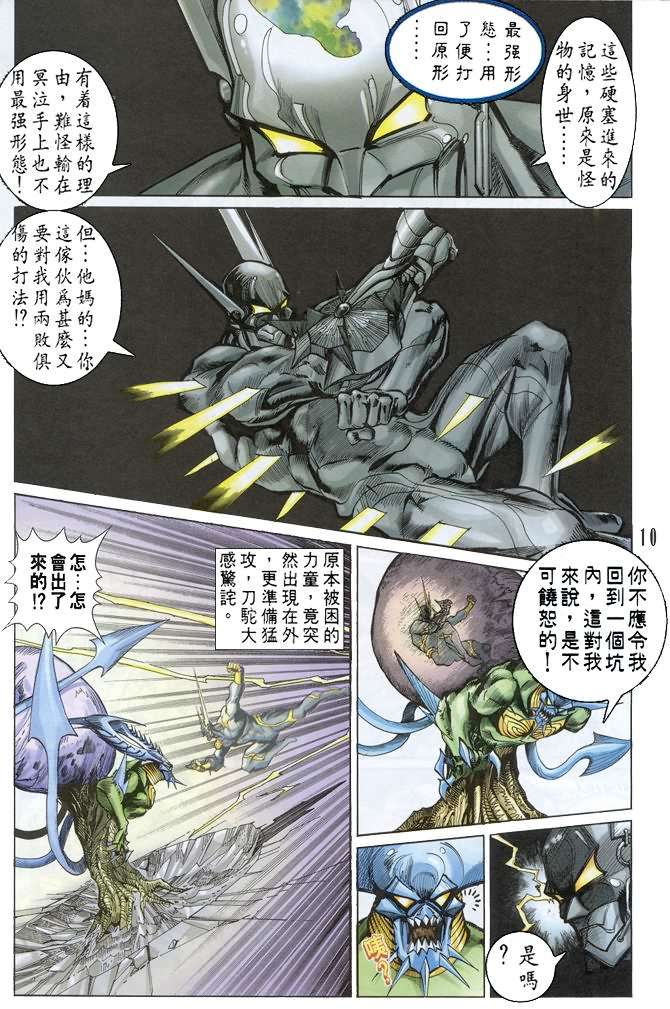 這些硬塞進來的
記憶，原來是怪
物的身世……
最强形
態…用
了便打
回原形
……
有着這樣的理
由，難怪輸在
冥泣手上也不
用最强形態！
但…他媽的…你
這傢伙爲甚麼又
要對我用兩敗俱
傷的打法!?
10
你不應令我
回到一個坑
內，這對我
來說，是不
可饒恕的！
原本被困的
力童，竟突
然出現在外
，更準備猛
攻，刀駝大
感驚詫。
怎…怎
會出了
來的!?
是嗎
？
咦？